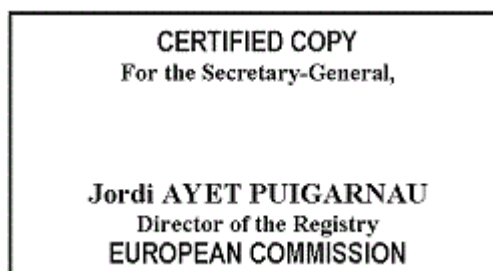 CERTIFIED COPY
For the Secretary-General,
Jordi AYET PUIGARNAU
Director of the Registry
EUROPEAN COMMISSION